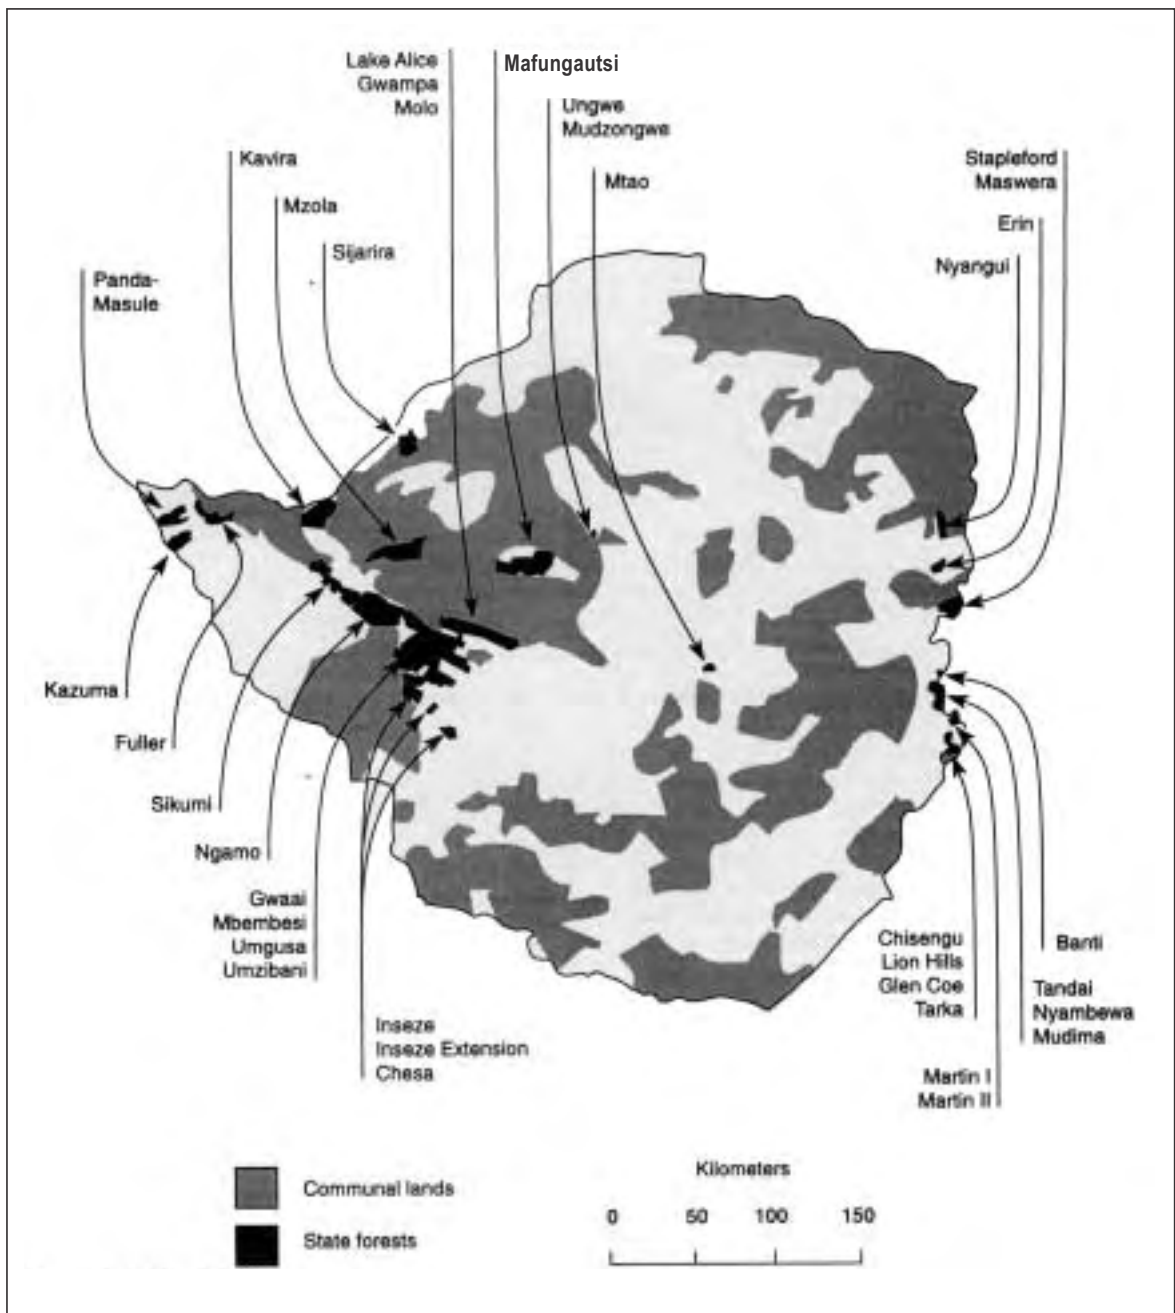 Lake Alice
Gwampa
Molo
Mafungautsi
Ungwe
Mudzongwe
Kavira
Mtao
Stapleford
Maswera
Mzola
Erin
Sijarira
Nyangui
Panda-
Masule
Kazuma
Fuller
Sikumi
Ngamo
Gwaai
Mbembesi
Umgusa
Umzibani
Chisengu
Lion Hills
Glen Coe
Tarka
Banti
Tandai
Nyambewa
Mudima
Inseze
Inseze Extension
Chesa
Martin I
Martin II
Communal lands
State forests
Kilometers
0 50 100 150